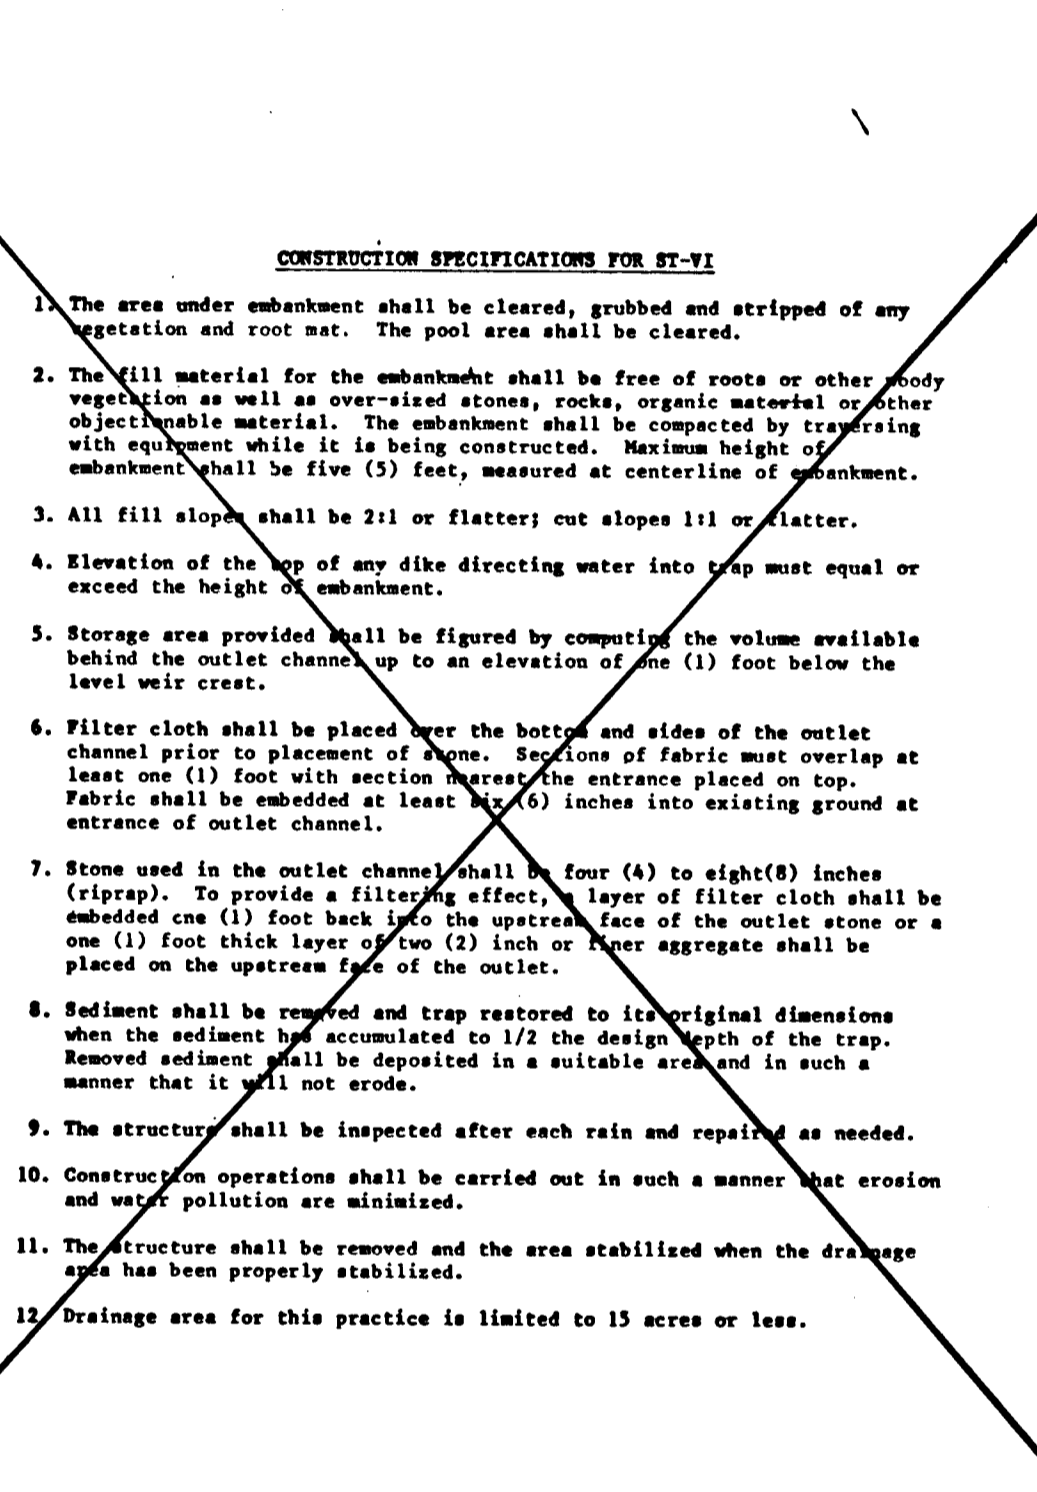 CONSTRUCTION SPECIFICATIONS FOR ST-VI
1. The area under embankment shall be cleared, grubbed and stripped of any
vegetation and root mat. The pool area shall be cleared.
2. The fill material for the embankment shall be free of roots or other woody
vegetation as well as over-sized stones, rocks, organic material or other
objectionable material. The embankment shall be compacted by traversing
with equipment while it is being constructed. Maximum height of
embankment shall be five (5) feet, measured at centerline of embankment.
3. All fill slopes shall be 2:1 or flatter; cut slopes 1:1 or flatter.
4. Elevation of the top of any dike directing water into trap must equal or
exceed the height of embankment.
5. Storage area provided shall be figured by computing the volume available
behind the outlet channel up to an elevation of one (1) foot below the
level weir crest.
6. Filter cloth shall be placed over the bottom and sides of the outlet
channel prior to placement of stone. Sections of fabric must overlap at
least one (1) foot with section nearest the entrance placed on top.
Fabric shall be embedded at least six (6) inches into existing ground at
entrance of outlet channel.
7. Stone used in the outlet channel shall be four (4) to eight(8) inches
(riprap). To provide a filtering effect, a layer of filter cloth shall be
embedded cne (1) foot back into the upstream face of the outlet stone or a
one (1) foot thick layer of two (2) inch or finer aggregate shall be
placed on the upstream face of the outlet.
8. Sediment shall be removed and trap restored to its original dimensions
when the sediment has accumulated to 1/2 the design depth of the trap.
Removed sediment shall be deposited in a suitable area and in such a
manner that it will not erode.
9. The structure shall be inspected after each rain and repaired as needed.
10. Construction operations shall be carried out in such a manner that erosion
and water pollution are minimized.
11. The structure shall be removed and the area stabilized when the drainage
area has been properly stabilized.
12. Drainage area for this practice is limited to 15 acres or less.